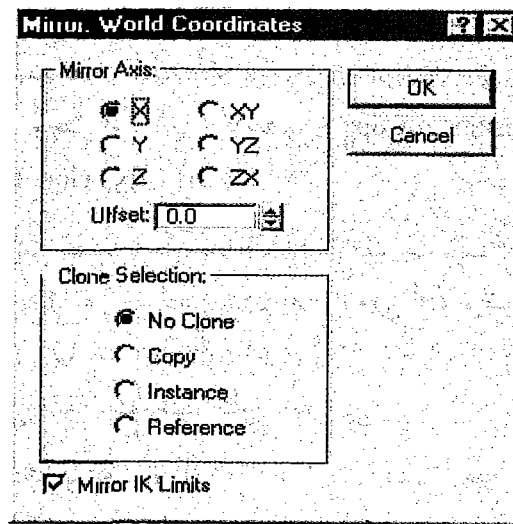 Mirror: World Coordinates ? X
Mirror Axis:
X XY
Y YZ
Z ZX
Offset: 0.0
OK
Cancel
Clone Selection:
No Clone
Copy
Instance
Reference
Mirror IK Limits